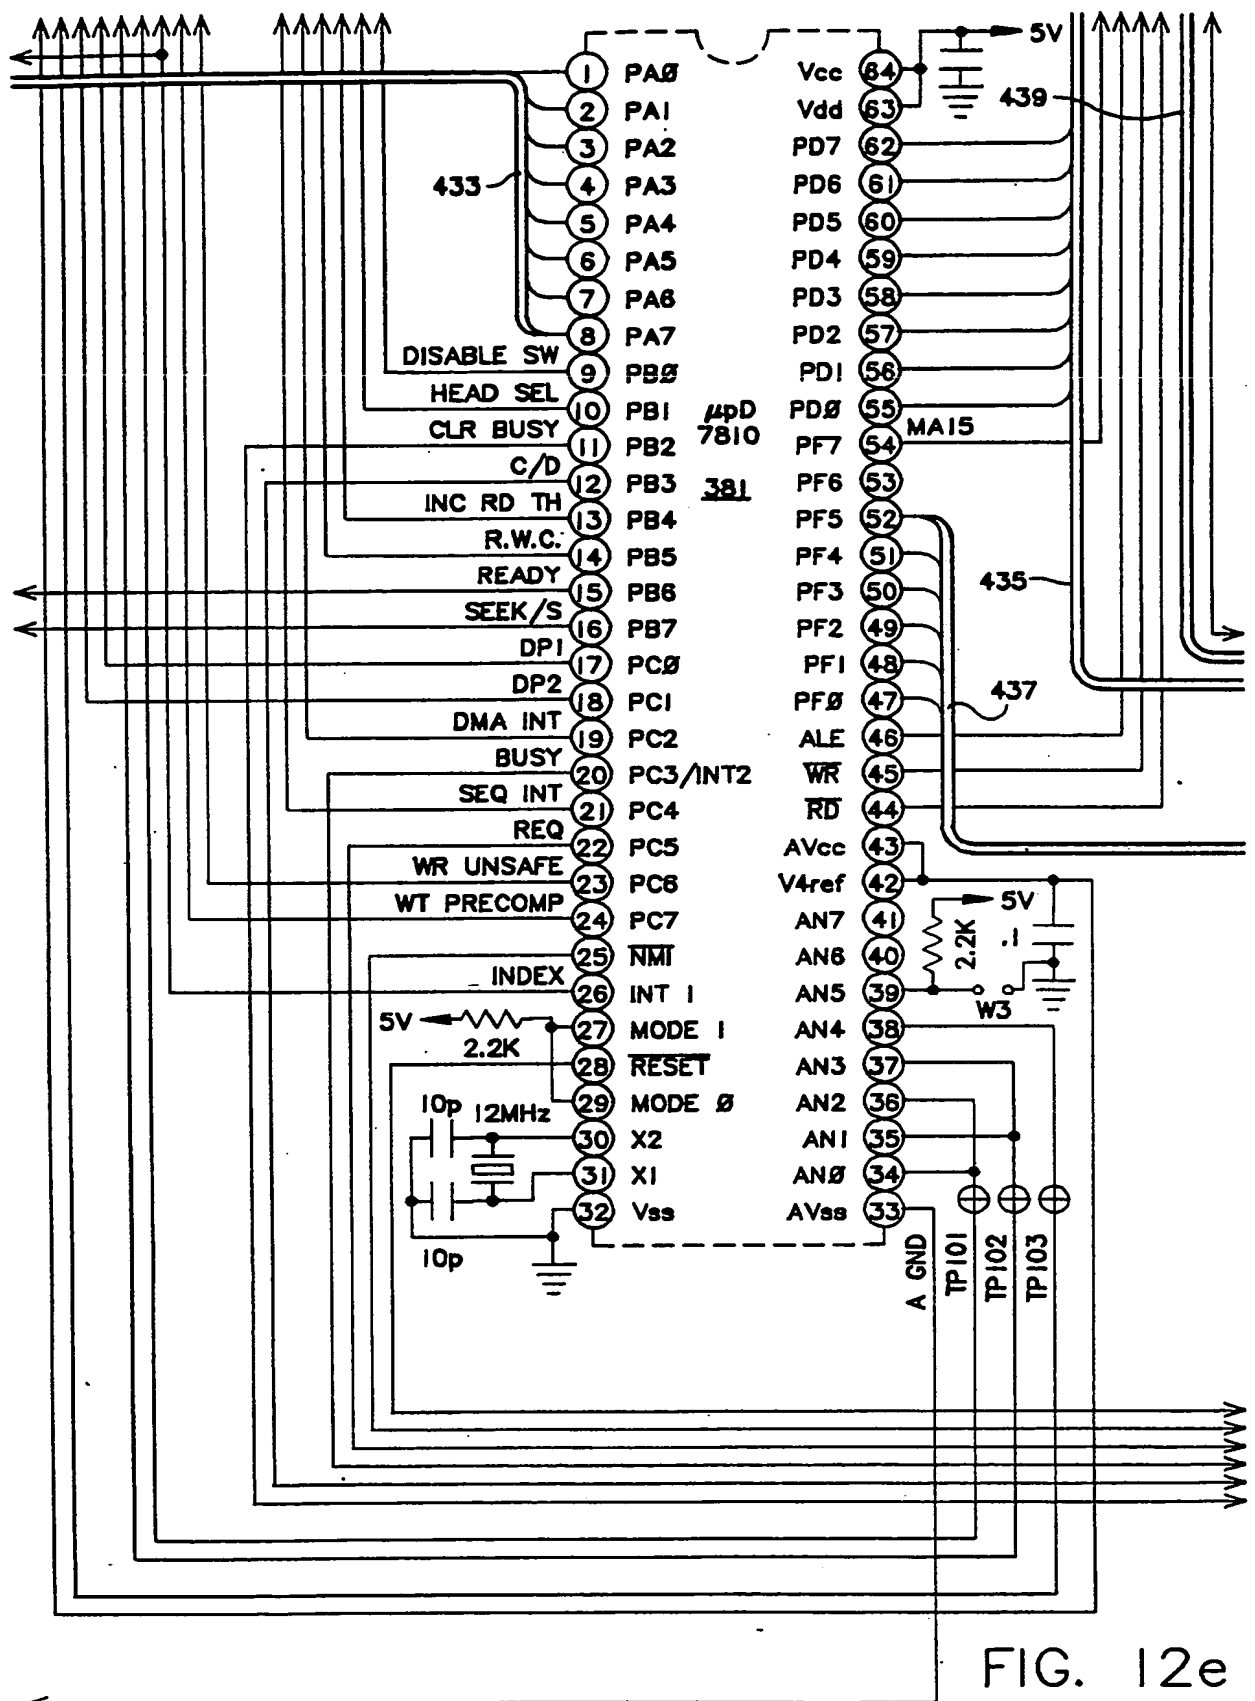 5V
439
1 PAØ Vcc 64
2 PA1 Vdd 63
3 PA2 PD7 62
433 4 PA3 PD6 61
5 PA4 PD5 60
6 PA5 PD4 59
7 PA6 PD3 58
8 PA7 PD2 57
DISABLE SW 9 PBØ PD1 56
HEAD SEL 10 PB1 µpD PDØ 55
CLR BUSY 11 PB2 7810 PF7 54 MA15
C/D 12 PB3 381 PF6 53
INC RD TH 13 PB4 PF5 52
R.W.C. 14 PB5 PF4 51
READY 15 PB6 PF3 50 435
SEEK/S 16 PB7 PF2 49
DP1 17 PCØ PF1 48
DP2 18 PC1 PFØ 47 437
DMA INT 19 PC2 ALE 46
BUSY 20 PC3/INT2 W̅R̅ 45
SEQ INT 21 PC4 R̅D̅ 44
REQ 22 PC5 AVcc 43
WR UNSAFE 23 PC6 V4ref 42
5V
WT PRECOMP 24 PC7 AN7 41
2.2K .1
25 N̅M̅I̅ AN6 40
INDEX 26 INT 1 AN5 39
W3
5V 27 MODE 1 AN4 38
2.2K
28 R̅E̅S̅E̅T̅ AN3 37
29 MODE Ø AN2 36
10p 12MHz
30 X2 AN1 35
31 X1 ANØ 34
32 Vss AVss 33
10p
A GND
TP101
TP102
TP103
FIG. 12e